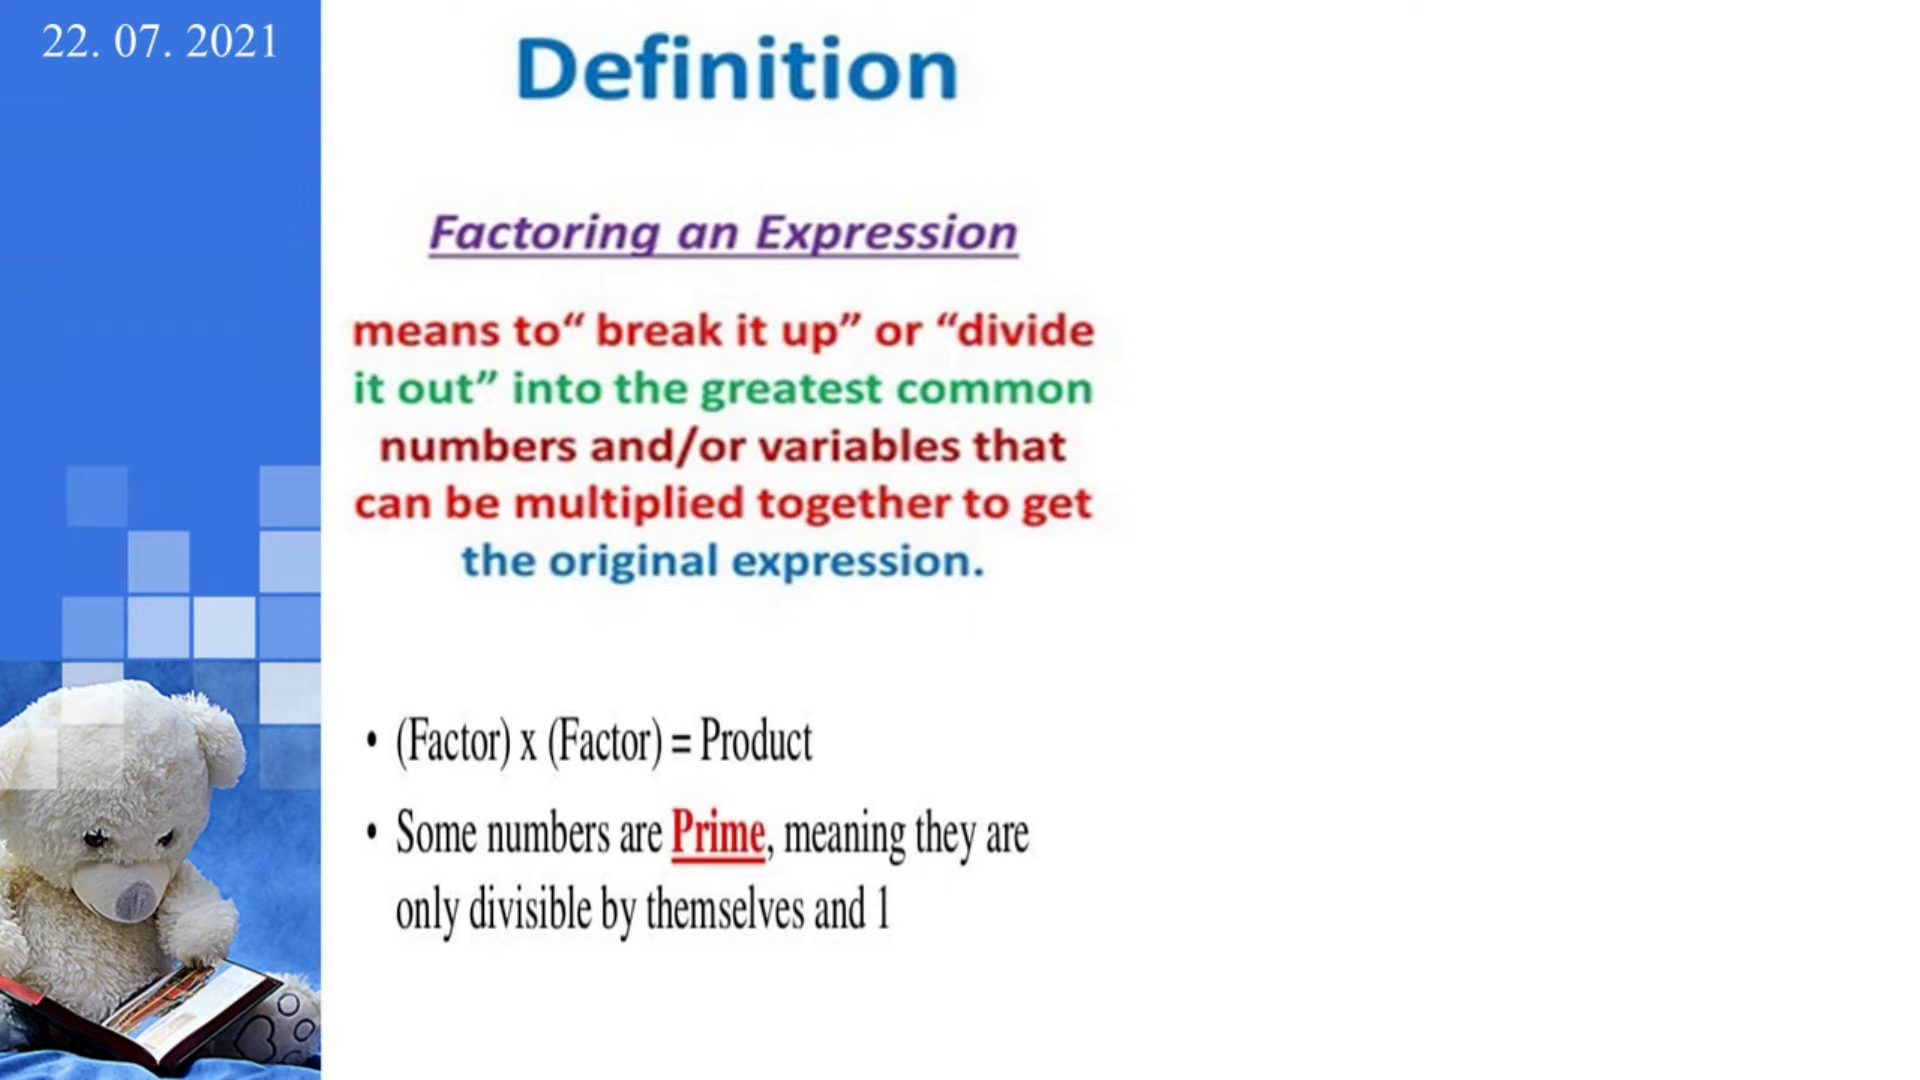 22. 07. 2021
Definition
Factoring an Expression
means to“ break it up” or “divide
it out” into the greatest common
numbers and/or variables that
can be multiplied together to get
the original expression.
• (Factor) x (Factor) = Product
• Some numbers are Prime, meaning they are
only divisible by themselves and 1